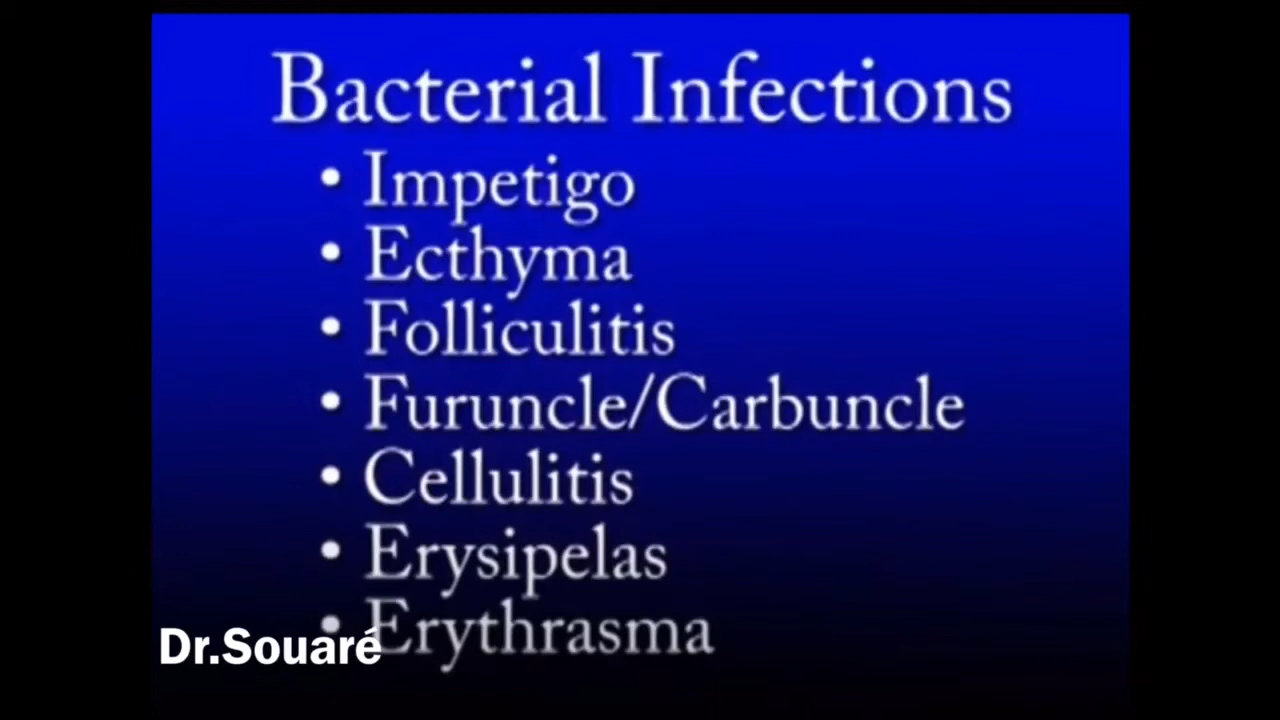 Bacterial Infections
• Impetigo
• Ecthyma
• Folliculitis
• Furuncle/Carbuncle
• Cellulitis
• Erysipelas
• Erythrasma
Dr.Souaré